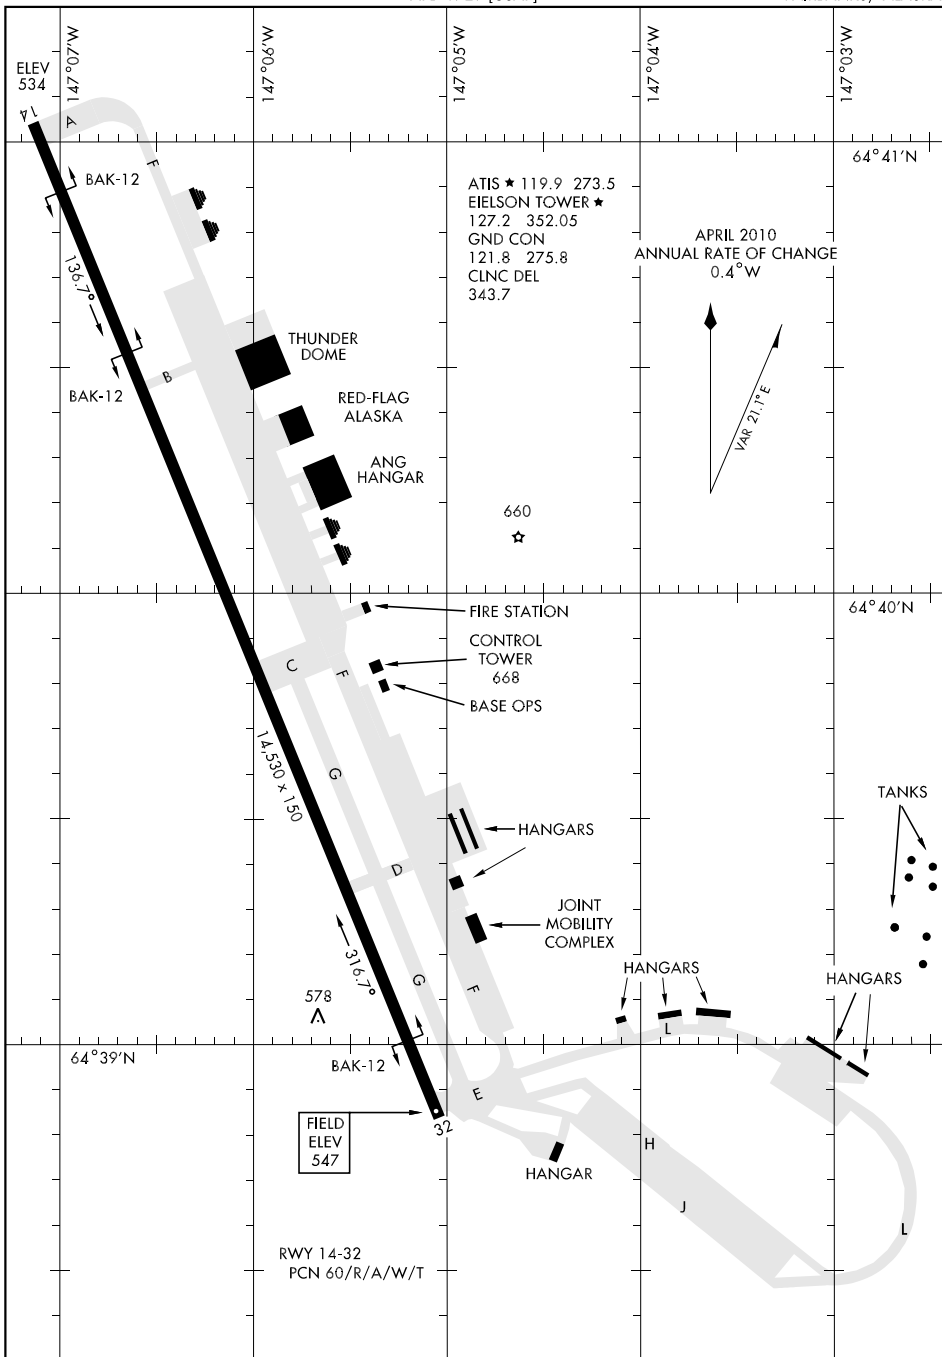 147°07'W
147°06'W
147°05'W
147°04'W
147°03'W
ELEV
534
14
A
F
BAK-12
64°41'N
ATIS ★ 119.9 273.5
EIELSON TOWER ★
127.2 352.05
GND CON
121.8 275.8
CLNC DEL
343.7
APRIL 2010
ANNUAL RATE OF CHANGE
0.4°W
VAR 21.1°E
136.7°
BAK-12
B
THUNDER
DOME
RED-FLAG
ALASKA
ANG
HANGAR
660
64°40'N
FIRE STATION
CONTROL
TOWER
668
BASE OPS
C
F
14,530 x 150
G
HANGARS
TANKS
D
JOINT
MOBILITY
COMPLEX
316.7°
G
F
578
HANGARS
L
HANGARS
64°39'N
BAK-12
E
FIELD
ELEV
547
32
HANGAR
H
J
L
RWY 14-32
PCN 60/R/A/W/T